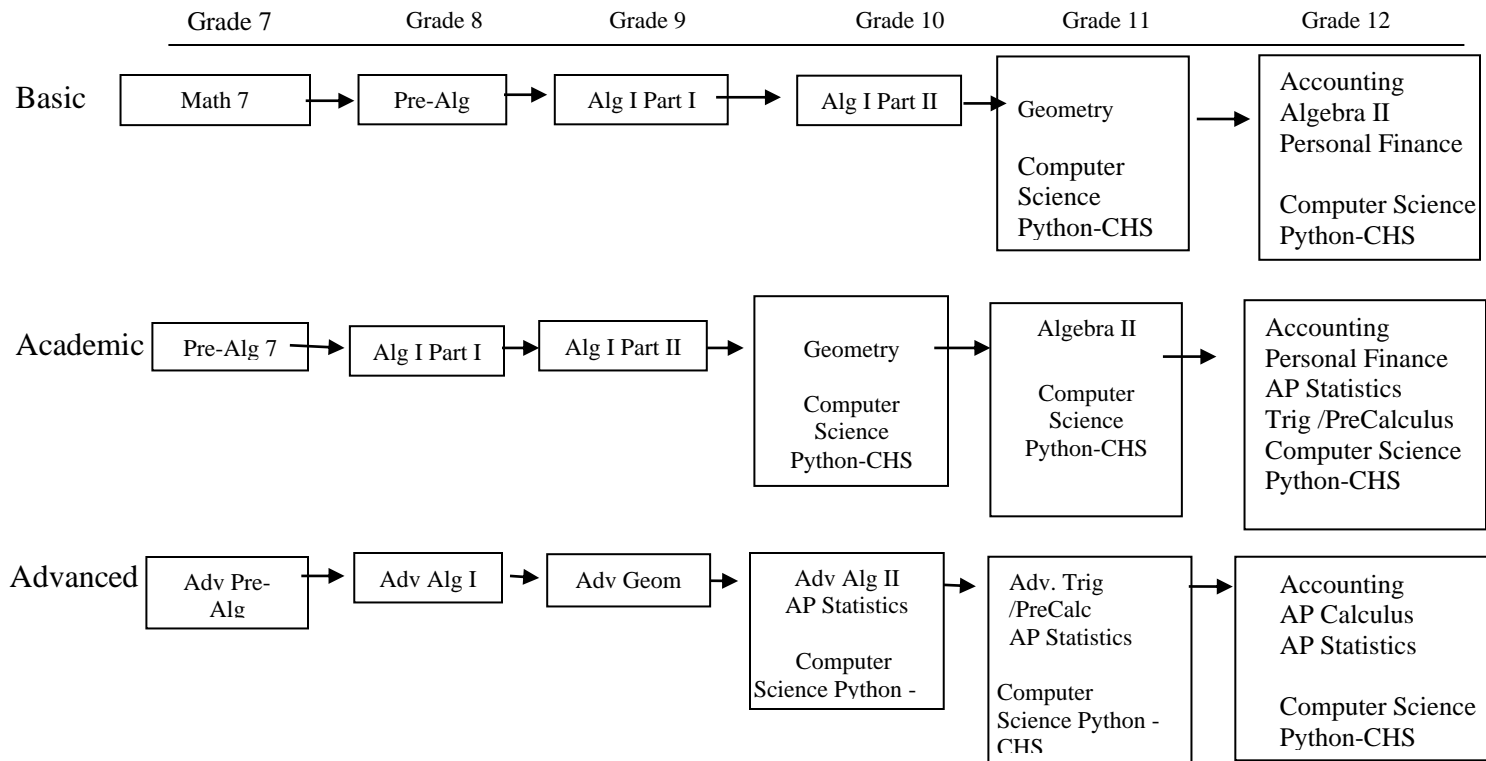 Grade 7 Grade 8 Grade 9 Grade 10 Grade 11 Grade 12
Basic
Math 7
Pre-Alg
Alg I Part I
Alg I Part II
Geometry
Computer
Science
Python-CHS
Accounting
Algebra II
Personal Finance
Computer Science
Python-CHS
Academic
Pre-Alg 7
Alg I Part I
Alg I Part II
Geometry
Computer
Science
Python-CHS
Algebra II
Computer
Science
Python-CHS
Accounting
Personal Finance
AP Statistics
Trig /PreCalculus
Computer Science
Python-CHS
Advanced
Adv Pre-
Alg
Adv Alg I
Adv Geom
Adv Alg II
AP Statistics
Computer
Science Python -
Adv. Trig
/PreCalc
AP Statistics
Computer
Science Python -
CHS
Accounting
AP Calculus
AP Statistics
Computer Science
Python-CHS